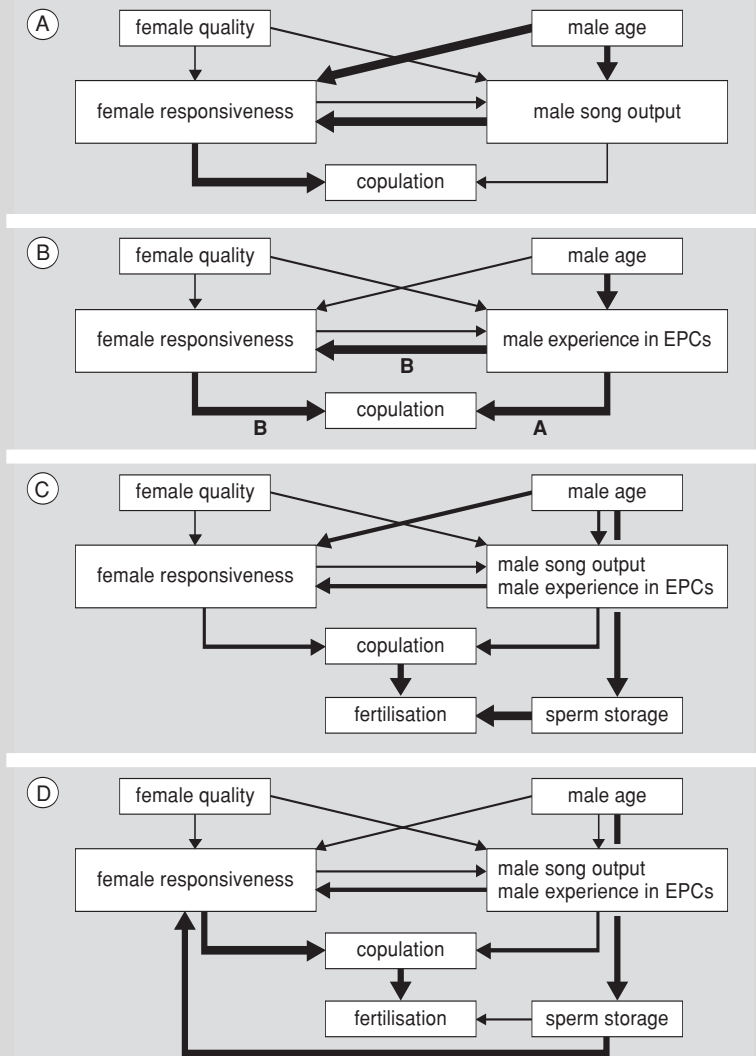 A
female quality
male age
female responsiveness
male song output
copulation
B
female quality
male age
female responsiveness
male experience in EPCs
B
copulation
B
A
C
female quality
male age
female responsiveness
male song output
male experience in EPCs
copulation
fertilisation
sperm storage
D
female quality
male age
female responsiveness
male song output
male experience in EPCs
copulation
fertilisation
sperm storage